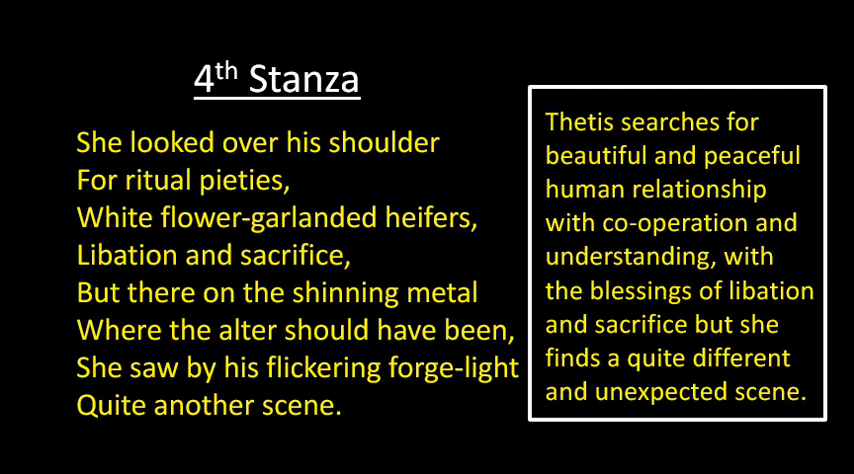 4th Stanza
She looked over his shoulder
For ritual pieties,
White flower-garlanded heifers,
Libation and sacrifice,
But there on the shinning metal
Where the alter should have been,
She saw by his flickering forge-light
Quite another scene.
Thetis searches for
beautiful and peaceful
human relationship
with co-operation and
understanding, with
the blessings of libation
and sacrifice but she
finds a quite different
and unexpected scene.